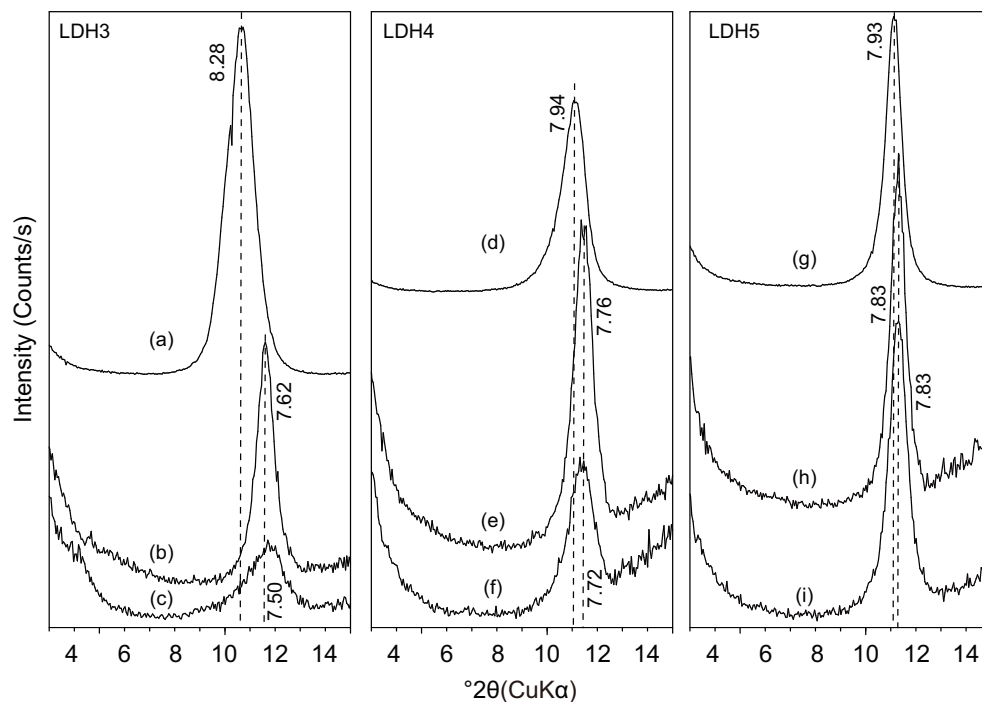 LDH3
8.28
(a)
7.62
(b)
(c)
7.50
LDH4
7.94
(d)
7.76
(e)
(f)
7.72
LDH5
7.93
(g)
7.83
7.83
(h)
(i)
Intensity (Counts/s)
4 6 8 10 12 14
4 6 8 10 12 14
4 6 8 10 12 14
°2θ(CuKα)